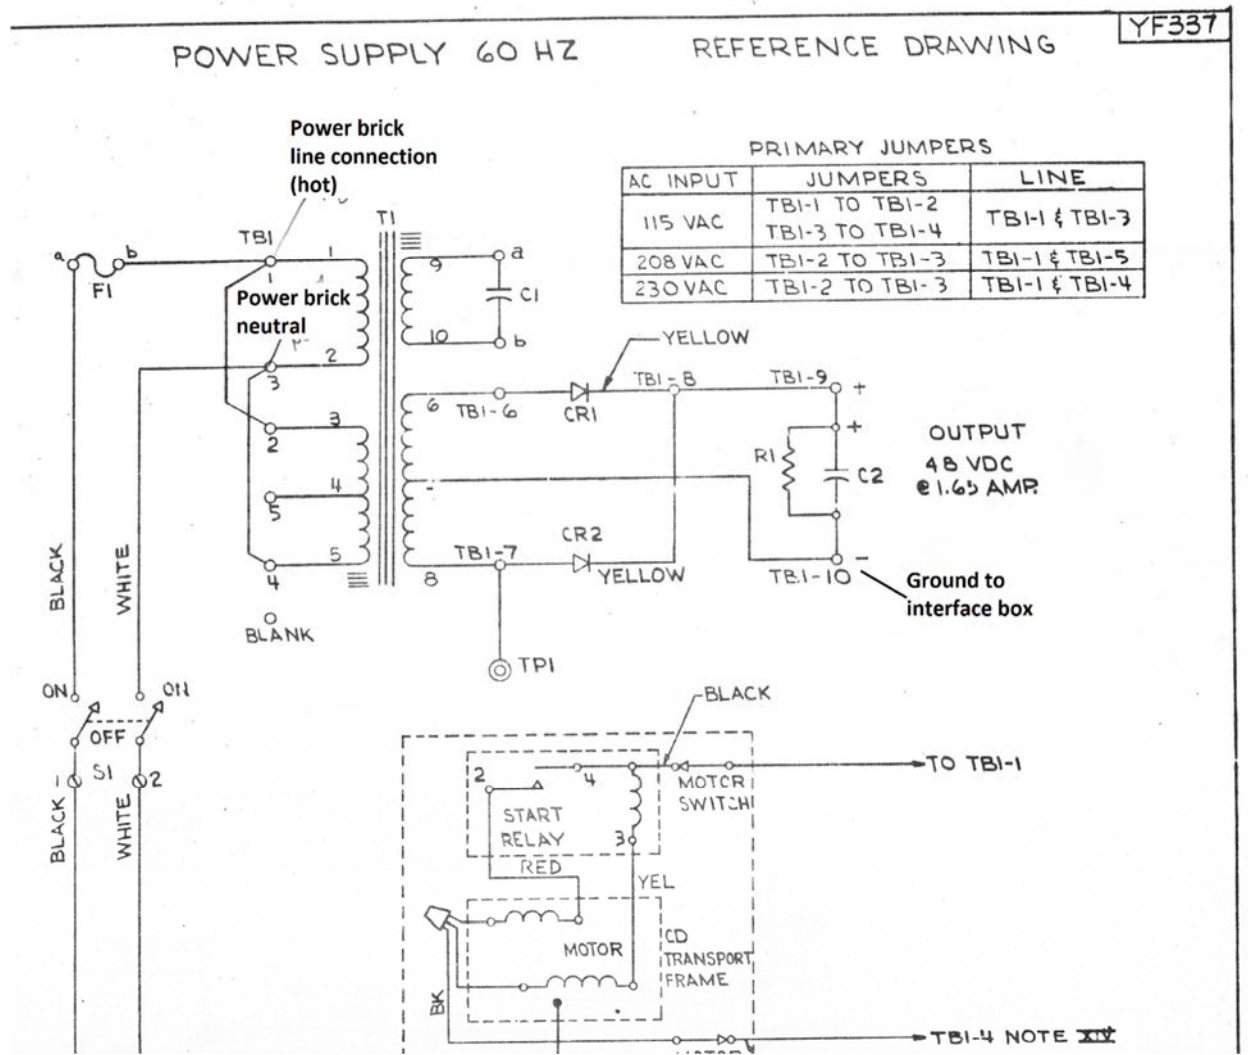 YF337
POWER SUPPLY 60 HZ REFERENCE DRAWING
Power brick
line connection
(hot)
PRIMARY JUMPERS
AC INPUT JUMPERS LINE
115 VAC TB1-1 TO TB1-2 TB1-1 & TB1-3
TB1-3 TO TB1-4
208 VAC TB1-2 TO TB1-3 TB1-1 & TB1-5
230 VAC TB1-2 TO TB1-3 TB1-1 & TB1-4
T1
TB1
a b
F1
1
1
9
a
C1
Power brick
neutral
2
3
10
b
YELLOW
TB1-8
TB1-9
+
6
TB1-6
CR1
3
2
R1
+
C2
OUTPUT
48 VDC
@ 1.65 AMP.
4
5
CR2
5
4
8
TB1-7
YELLOW
-
TB1-10
Ground to
interface box
BLACK
WHITE
BLANK
TP1
ON
ON
OFF
1 S1 2
BLACK
WHITE
BLACK
TO TB1-1
2
4
MOTOR
SWITCH
START
RELAY
3
RED
YEL
MOTOR
CD
TRANSPORT
FRAME
BK
TB1-4 NOTE XIV